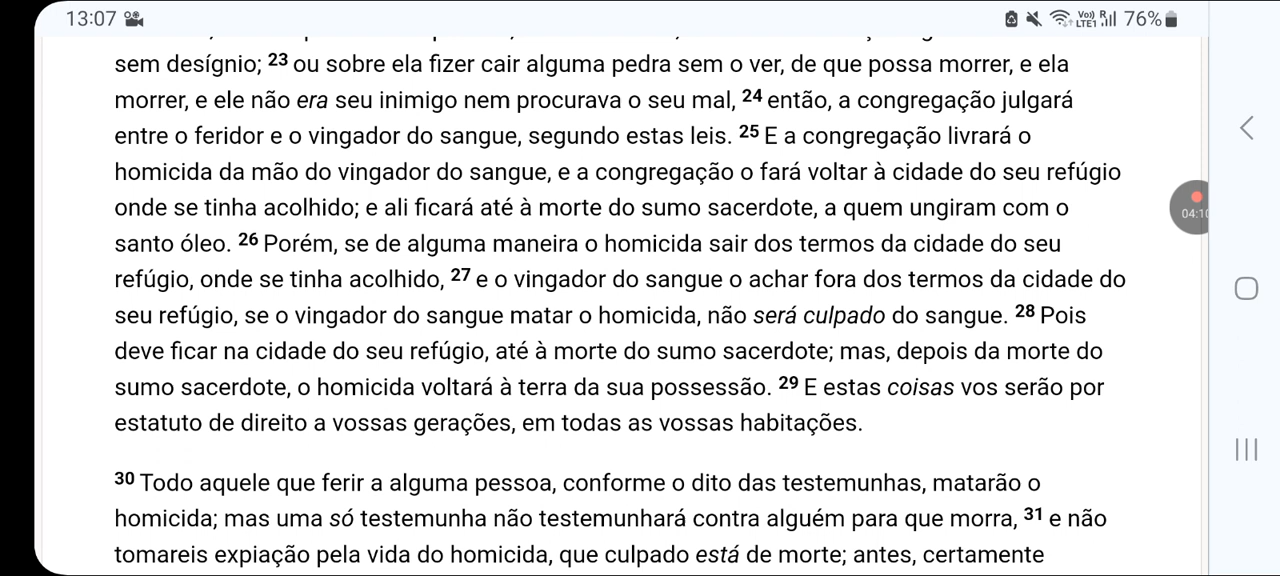 13:07
Vo)) R
LTE1 76%
sem desígnio; 23 ou sobre ela fizer cair alguma pedra sem o ver, de que possa morrer, e ela
morrer, e ele não era seu inimigo nem procurava o seu mal, 24 então, a congregação julgará
entre o feridor e o vingador do sangue, segundo estas leis. 25 E a congregação livrará o
homicida da mão do vingador do sangue, e a congregação o fará voltar à cidade do seu refúgio
onde se tinha acolhido; e ali ficará até à morte do sumo sacerdote, a quem ungiram com o
santo óleo. 26 Porém, se de alguma maneira o homicida sair dos termos da cidade do seu
refúgio, onde se tinha acolhido, 27 e o vingador do sangue o achar fora dos termos da cidade do
seu refúgio, se o vingador do sangue matar o homicida, não será culpado do sangue. 28 Pois
deve ficar na cidade do seu refúgio, até à morte do sumo sacerdote; mas, depois da morte do
sumo sacerdote, o homicida voltará à terra da sua possessão. 29 E estas coisas vos serão por
estatuto de direito a vossas gerações, em todas as vossas habitações.
30 Todo aquele que ferir a alguma pessoa, conforme o dito das testemunhas, matarão o
homicida; mas uma só testemunha não testemunhará contra alguém para que morra, 31 e não
tomareis expiação pela vida do homicida, que culpado está de morte; antes, certamente